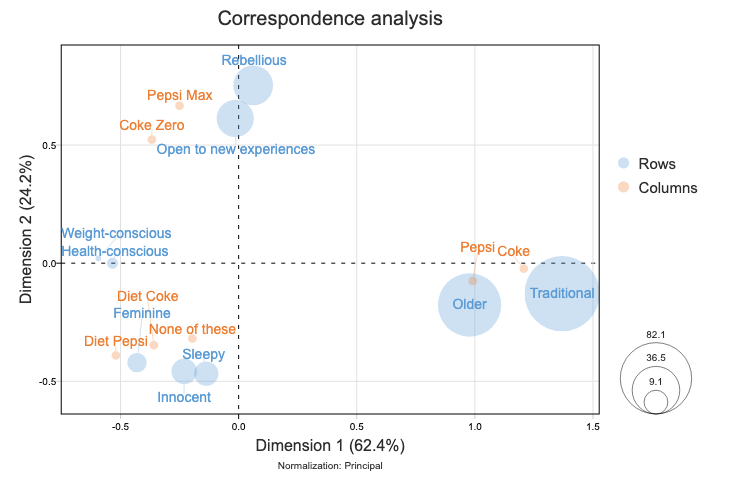 Correspondence analysis
Rebellious
Pepsi Max
Coke Zero
Open to new experiences
0.5
Rows
Columns
Weight-conscious
Health-conscious
Pepsi
Coke
0.0
Dimension 2 (24.2%)
Diet Coke
Feminine
Older
Traditional
None of these
Diet Pepsi
Sleepy
Innocent
-0.5
82.1
36.5
9.1
-0.5
0.0
0.5
1.0
1.5
Dimension 1 (62.4%)
Normalization: Principal